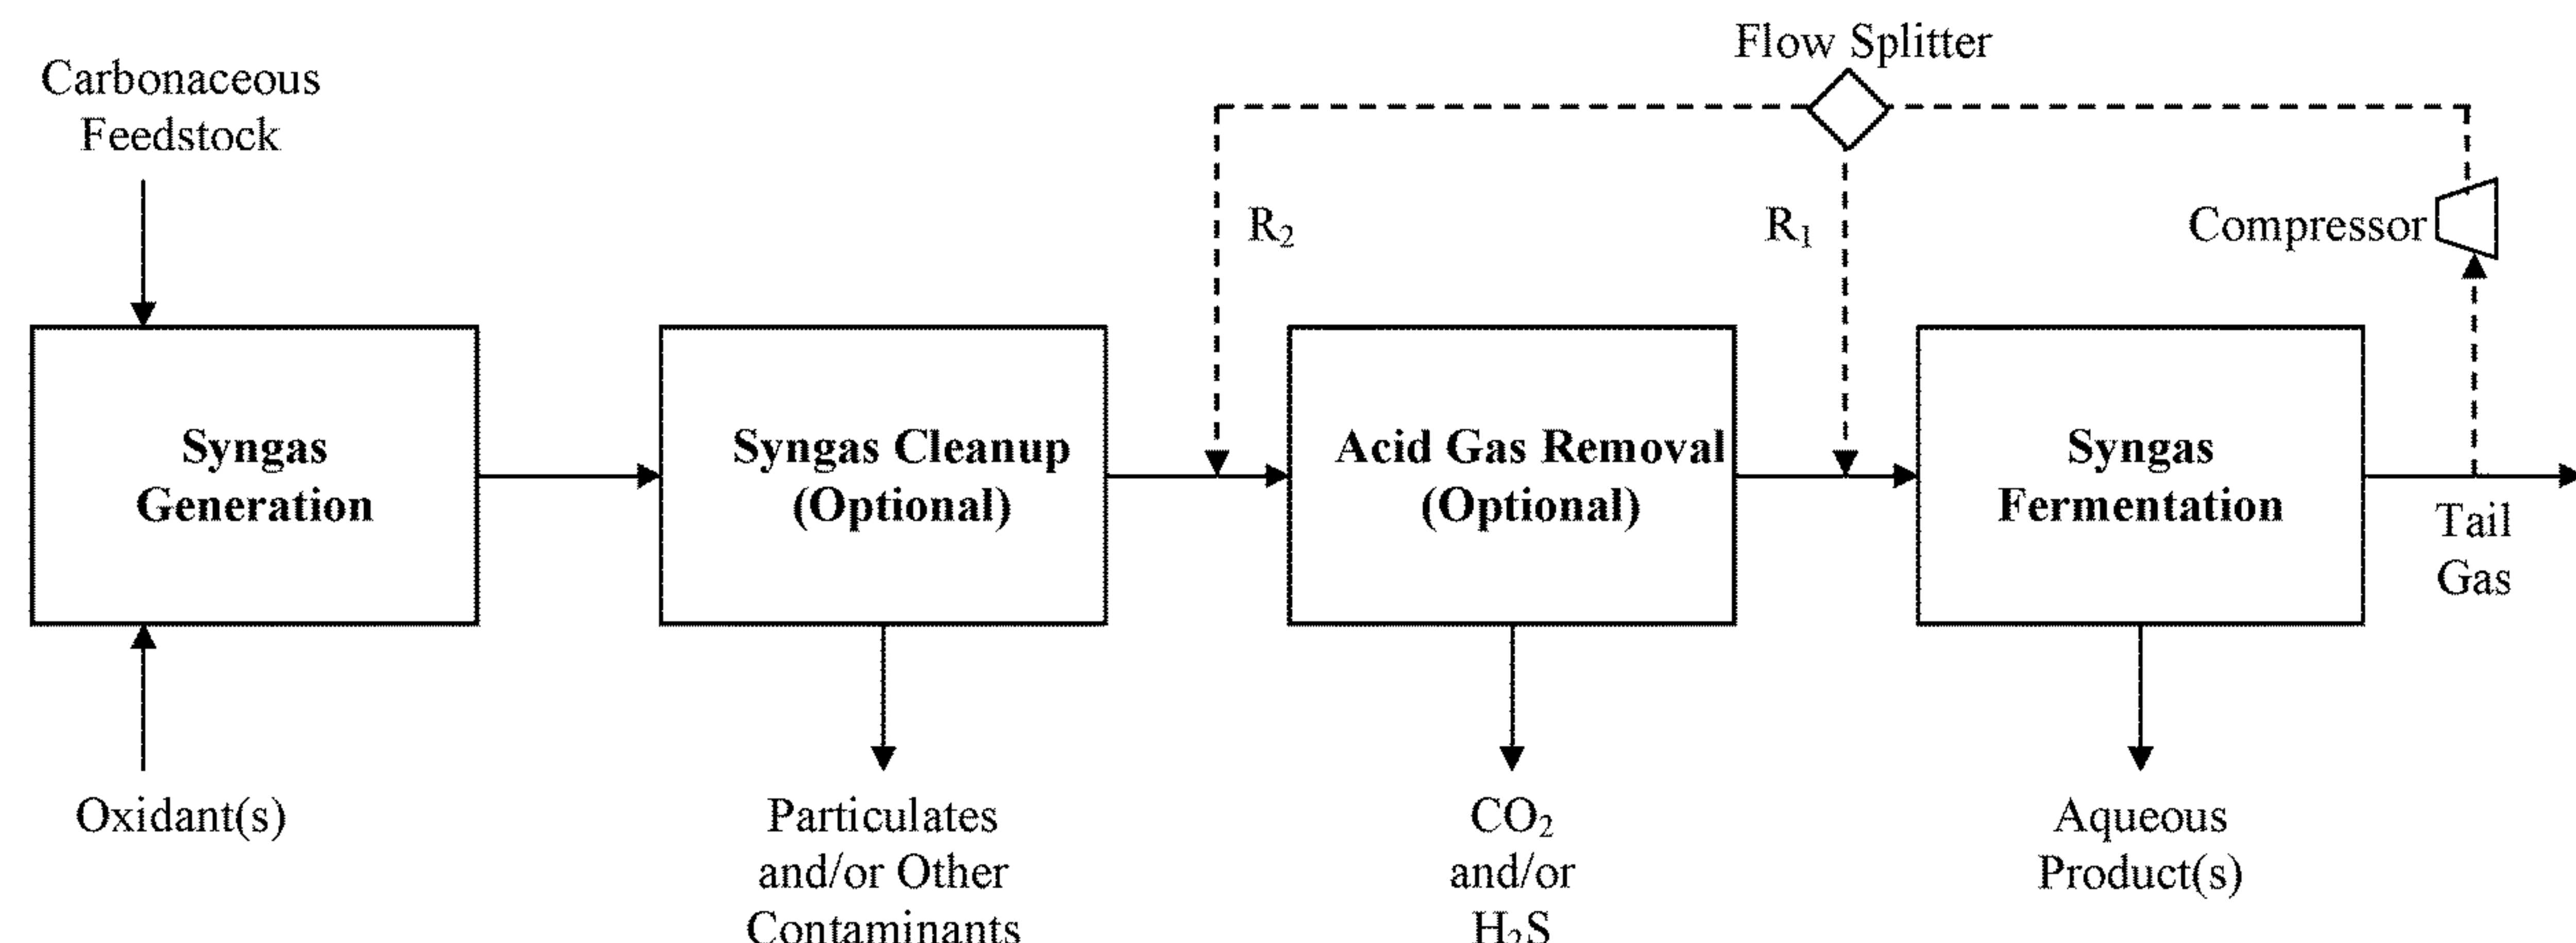 Flow Splitter
Carbonaceous
Feedstock
R₂
R₁
Compressor
Syngas
Generation
Syngas Cleanup
(Optional)
Acid Gas Removal
(Optional)
Syngas
Fermentation
Tail
Gas
Oxidant(s)
Particulates
and/or Other
Contaminants
CO₂
and/or
H₂S
Aqueous
Product(s)